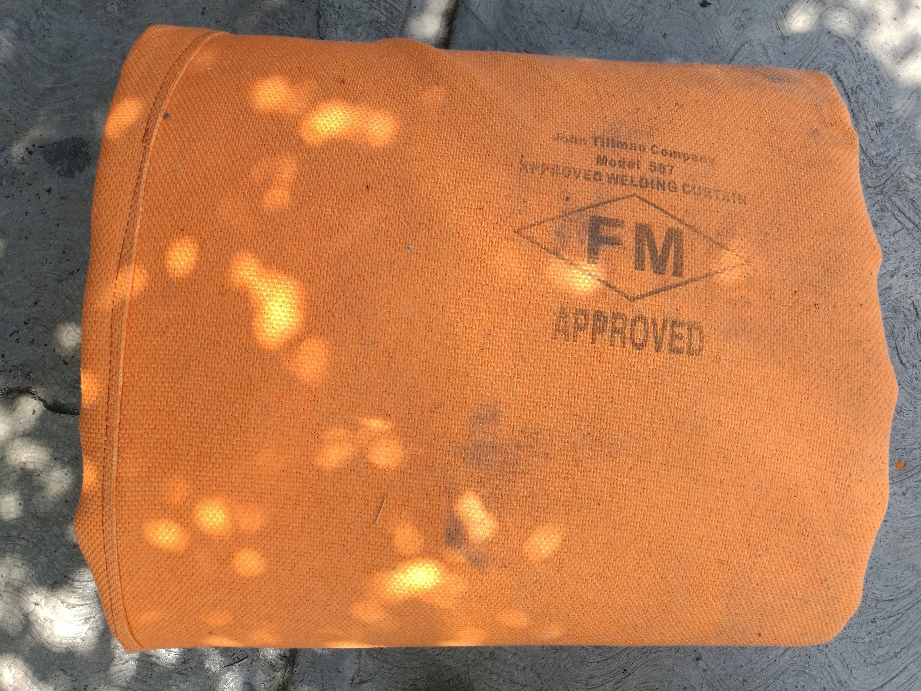 John Tillman Company
Model 587
APPROVED WELDING CURTAIN
FM
APPROVED